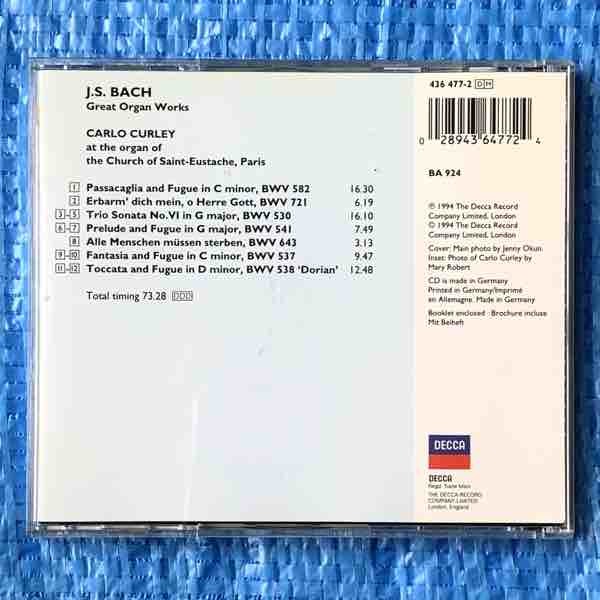 J.S. BACH
Great Organ Works
CARLO CURLEY
at the organ of
the Church of Saint-Eustache, Paris
1 Passacaglia and Fugue in C minor, BWV 582 16.30
2 Erbarm' dich mein, o Herre Gott, BWV 721 6.19
3-5 Trio Sonata No.VI in G major, BWV 530 16.10
6-7 Prelude and Fugue in G major, BWV 541 7.49
8 Alle Menschen müssen sterben, BWV 643 3.13
9-10 Fantasia and Fugue in C minor, BWV 537 9.47
11-12 Toccata and Fugue in D minor, BWV 538 'Dorian' 12.48
Total timing 73.28 DDD
436 477-2 DM
0 28943 64772 4
BA 924
℗ 1994 The Decca Record
Company Limited, London
© 1994 The Decca Record
Company Limited, London
Cover: Main photo by Jenny Okun
Inset: Photo of Carlo Curley by
Mary Robert
CD is made in Germany
Printed in Germany/Imprimé
en Allemagne. Made in Germany
Booklet enclosed · Brochure incluse
Mit Beiheft
DECCA
DECCA
Regd. Trade Mark
THE DECCA RECORD
COMPANY LIMITED
London, England